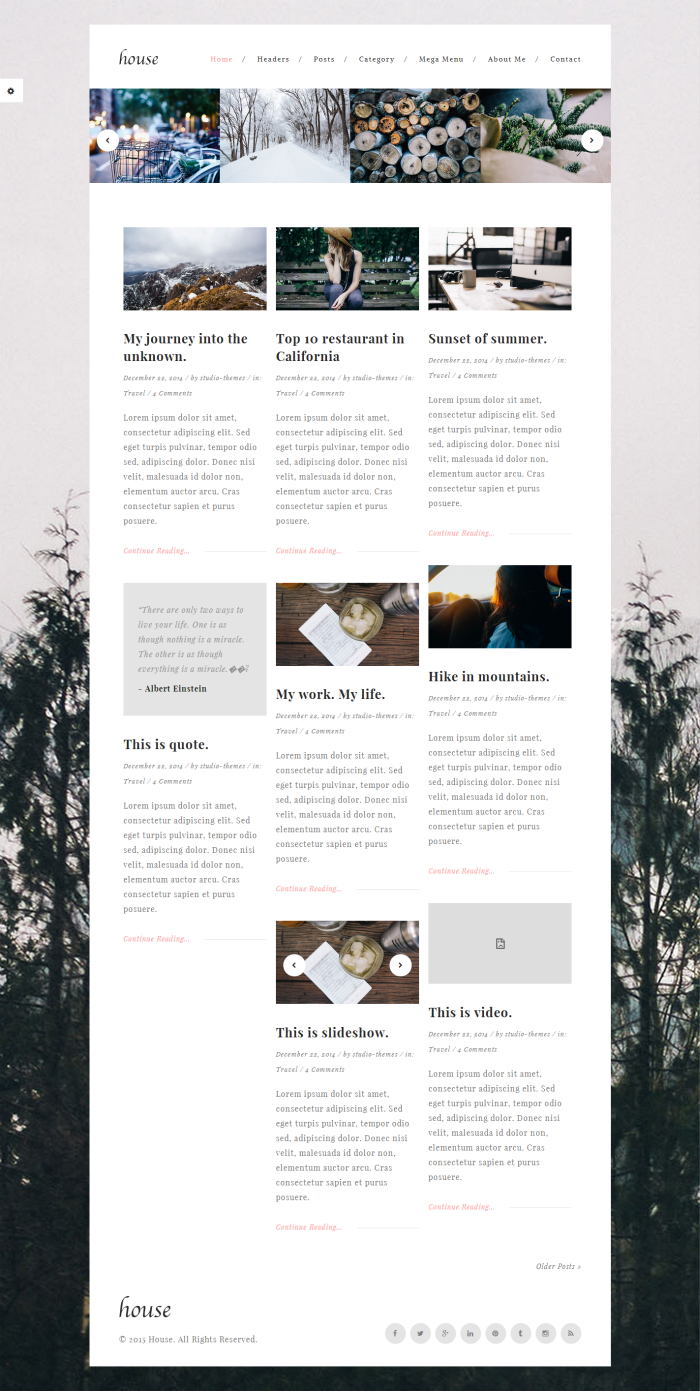 house
Home / Headers / Posts / Category / Mega Menu / About Me / Contact
My journey into the
unknown.
December 22, 2014 / by studio-themes / in:
Travel / 4 Comments
Lorem ipsum dolor sit amet,
consectetur adipiscing elit. Sed
eget turpis pulvinar, tempor odio
sed, adipiscing dolor. Donec nisi
velit, malesuada id dolor non,
elementum auctor arcu. Cras
consectetur sapien et purus
posuere.
Continue Reading...
"There are only two ways to
live your life. One is as
though nothing is a miracle.
The other is as though
everything is a miracle.��?
- Albert Einstein
This is quote.
December 22, 2014 / by studio-themes / in:
Travel / 4 Comments
Lorem ipsum dolor sit amet,
consectetur adipiscing elit. Sed
eget turpis pulvinar, tempor odio
sed, adipiscing dolor. Donec nisi
velit, malesuada id dolor non,
elementum auctor arcu. Cras
consectetur sapien et purus
posuere.
Continue Reading...
Top 10 restaurant in
California
December 22, 2014 / by studio-themes / in:
Travel / 4 Comments
Lorem ipsum dolor sit amet,
consectetur adipiscing elit. Sed
eget turpis pulvinar, tempor odio
sed, adipiscing dolor. Donec nisi
velit, malesuada id dolor non,
elementum auctor arcu. Cras
consectetur sapien et purus
posuere.
Continue Reading...
My work. My life.
December 22, 2014 / by studio-themes / in:
Travel / 4 Comments
Lorem ipsum dolor sit amet,
consectetur adipiscing elit. Sed
eget turpis pulvinar, tempor odio
sed, adipiscing dolor. Donec nisi
velit, malesuada id dolor non,
elementum auctor arcu. Cras
consectetur sapien et purus
posuere.
Continue Reading...
This is slideshow.
December 22, 2014 / by studio-themes / in:
Travel / 4 Comments
Lorem ipsum dolor sit amet,
consectetur adipiscing elit. Sed
eget turpis pulvinar, tempor odio
sed, adipiscing dolor. Donec nisi
velit, malesuada id dolor non,
elementum auctor arcu. Cras
consectetur sapien et purus
posuere.
Continue Reading...
Sunset of summer.
December 22, 2014 / by studio-themes / in:
Travel / 4 Comments
Lorem ipsum dolor sit amet,
consectetur adipiscing elit. Sed
eget turpis pulvinar, tempor odio
sed, adipiscing dolor. Donec nisi
velit, malesuada id dolor non,
elementum auctor arcu. Cras
consectetur sapien et purus
posuere.
Continue Reading...
Hike in mountains.
December 22, 2014 / by studio-themes / in:
Travel / 4 Comments
Lorem ipsum dolor sit amet,
consectetur adipiscing elit. Sed
eget turpis pulvinar, tempor odio
sed, adipiscing dolor. Donec nisi
velit, malesuada id dolor non,
elementum auctor arcu. Cras
consectetur sapien et purus
posuere.
Continue Reading...
This is video.
December 22, 2014 / by studio-themes / in:
Travel / 4 Comments
Lorem ipsum dolor sit amet,
consectetur adipiscing elit. Sed
eget turpis pulvinar, tempor odio
sed, adipiscing dolor. Donec nisi
velit, malesuada id dolor non,
elementum auctor arcu. Cras
consectetur sapien et purus
posuere.
Continue Reading...
Older Posts »
house
© 2015 House. All Rights Reserved.